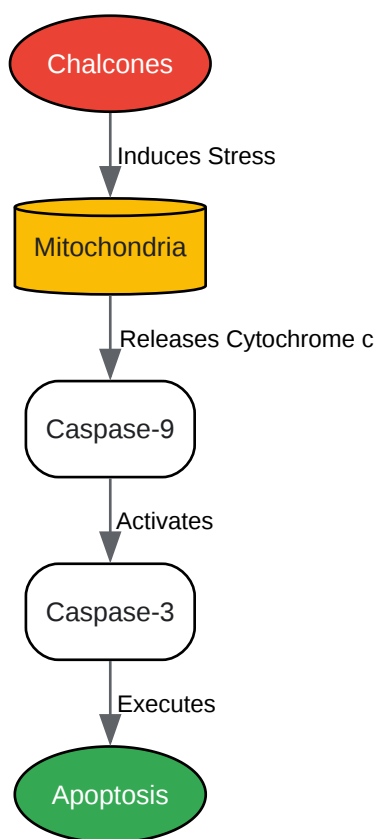 Chalcones
Induces Stress
Mitochondria
Releases Cytochrome c
Caspase-9
Activates
Caspase-3
Executes
Apoptosis